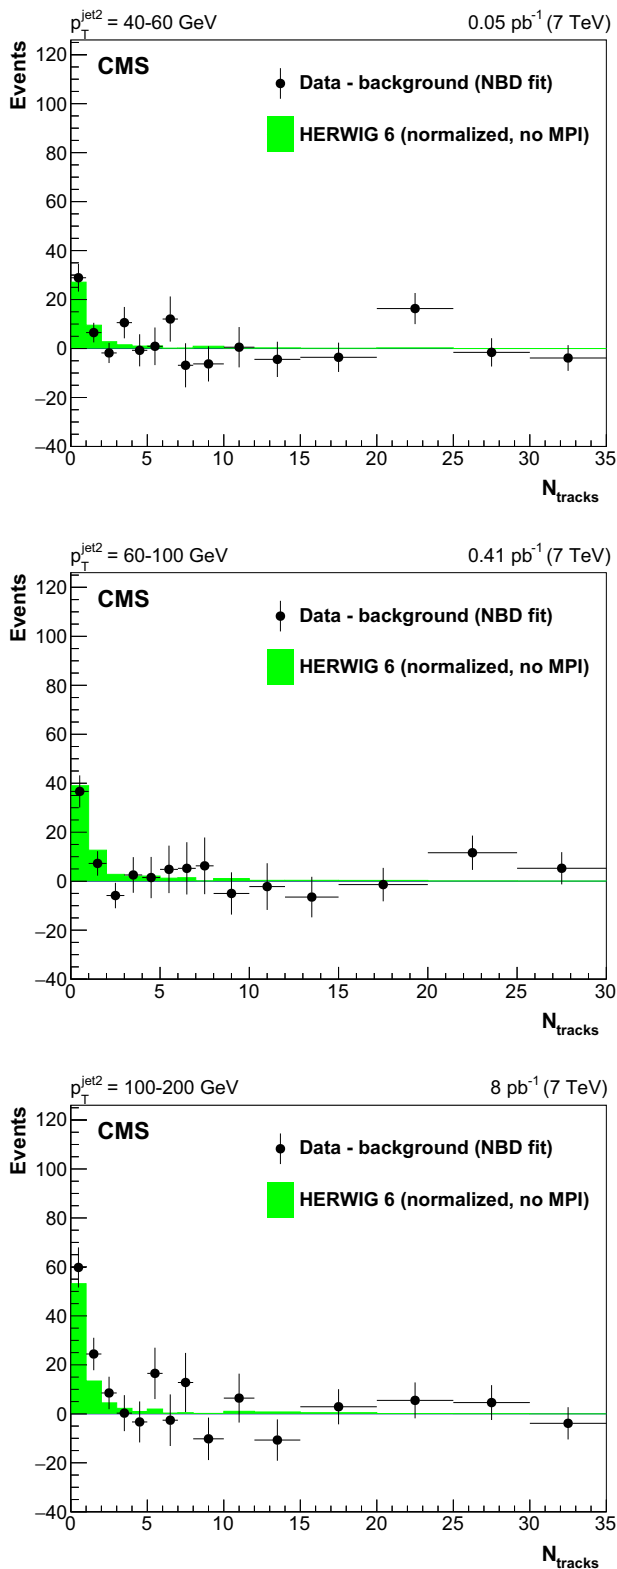 p_T^jet2 = 40-60 GeV 0.05 pb⁻¹ (7 TeV)
Events
CMS
Data - background (NBD fit)
HERWIG 6 (normalized, no MPI)
120
100
80
60
40
20
0
−20
−40
0 5 10 15 20 25 30 35
N_tracks
p_T^jet2 = 60-100 GeV 0.41 pb⁻¹ (7 TeV)
Events
CMS
Data - background (NBD fit)
HERWIG 6 (normalized, no MPI)
120
100
80
60
40
20
0
−20
−40
0 5 10 15 20 25 30
N_tracks
p_T^jet2 = 100-200 GeV 8 pb⁻¹ (7 TeV)
Events
CMS
Data - background (NBD fit)
HERWIG 6 (normalized, no MPI)
120
100
80
60
40
20
0
−20
−40
0 5 10 15 20 25 30 35
N_tracks